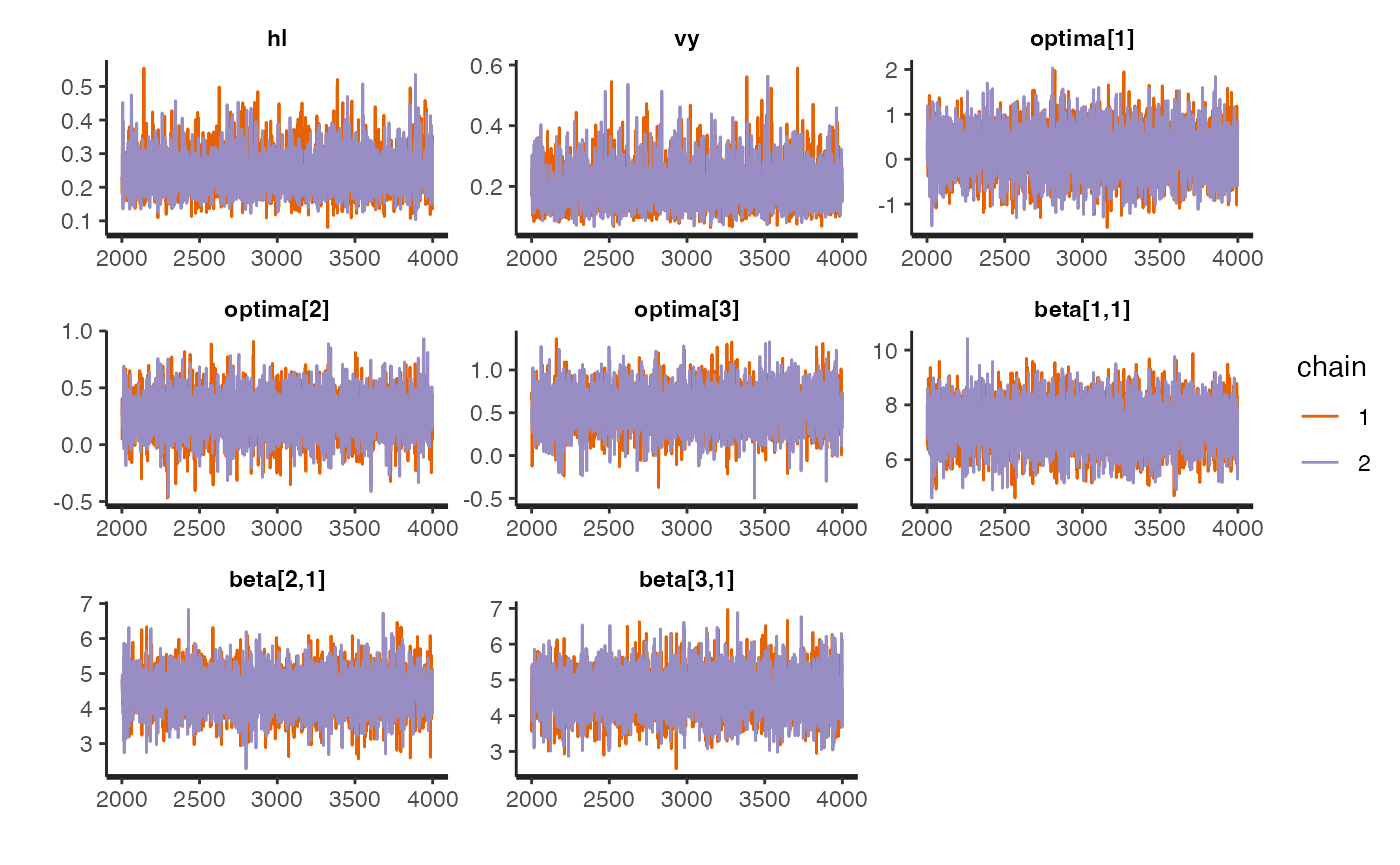 hl vy optima[1]
0.5 0.4 0.3 0.2 0.1
0.6 0.4 0.2
2 1 0 -1
2000 2500 3000 3500 4000 2000 2500 3000 3500 4000 2000 2500 3000 3500 4000
optima[2] optima[3] beta[1,1]
1.0 0.5 0.0 -0.5
1.0 0.5 0.0 -0.5
10 8 6
2000 2500 3000 3500 4000 2000 2500 3000 3500 4000 2000 2500 3000 3500 4000
beta[2,1] beta[3,1]
7 6 5 4 3
7 6 5 4 3
2000 2500 3000 3500 4000 2000 2500 3000 3500 4000
chain
1
2